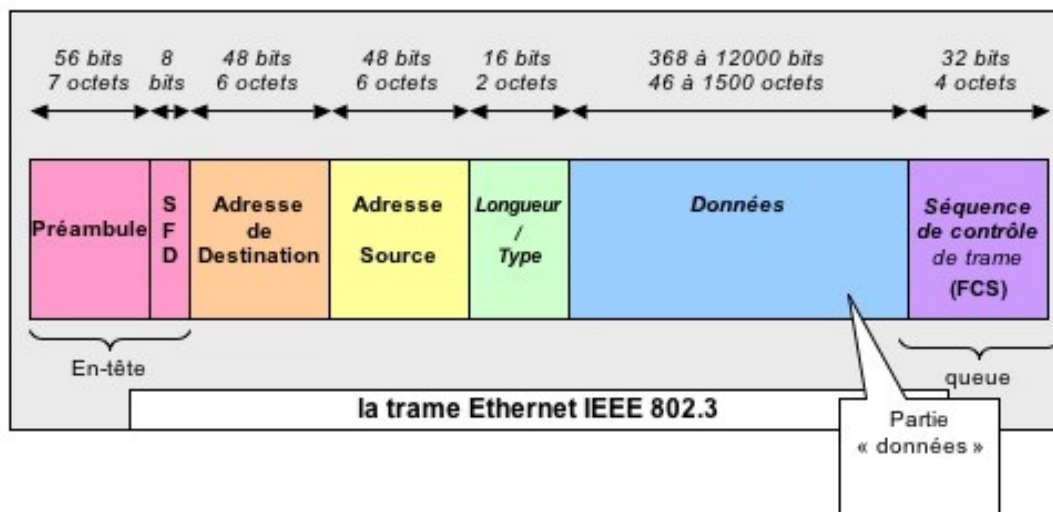 56 bits
7 octets
8
bits
48 bits
6 octets
48 bits
6 octets
16 bits
2 octets
368 à 12000 bits
46 à 1500 octets
32 bits
4 octets
Préambule
S
F
D
Adresse
de
Destination
Adresse
Source
Longueur
/
Type
Données
Séquence
de contrôle
de trame
(FCS)
En-tête
queue
la trame Ethernet IEEE 802.3
Partie
« données »